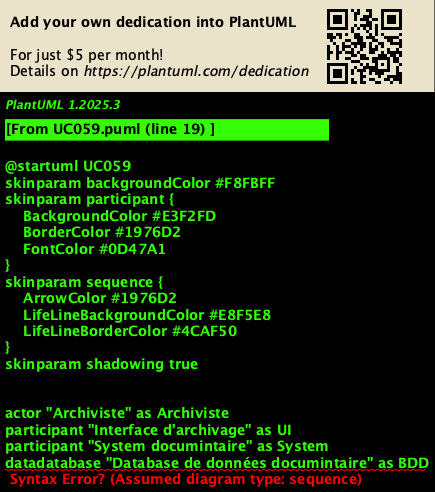 Add your own dedication into PlantUML
For just $5 per month!
Details on https://plantuml.com/dedication
PlantUML 1.2025.3
[From UC059.puml (line 19) ]
@startuml UC059
skinparam backgroundColor #F8FBFF
skinparam participant {
BackgroundColor #E3F2FD
BorderColor #1976D2
FontColor #0D47A1
}
skinparam sequence {
ArrowColor #1976D2
LifeLineBackgroundColor #E8F5E8
LifeLineBorderColor #4CAF50
}
skinparam shadowing true
actor "Archiviste" as Archiviste
participant "Interface d'archivage" as UI
participant "System documintaire" as System
datadatabase "Database de données documintaire" as BDD
Syntax Error? (Assumed diagram type: sequence)